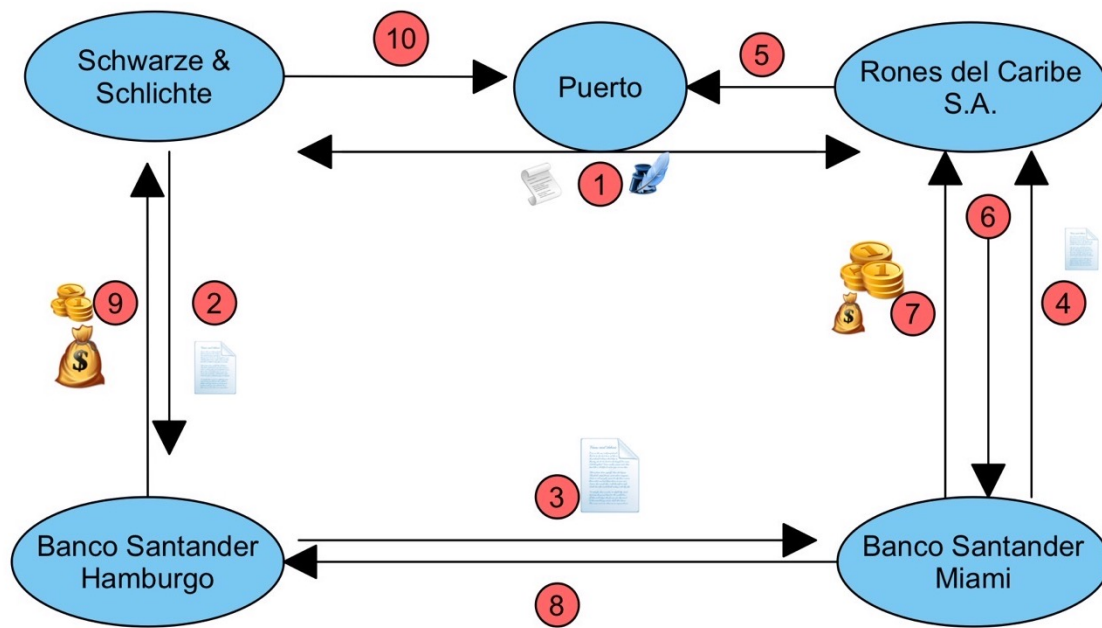 Schwarze &
Schlichte
10
Puerto
5
Rones del Caribe
S.A.
1
6
9
$
2
1
$
7
4
3
Banco Santander
Hamburgo
8
Banco Santander
Miami